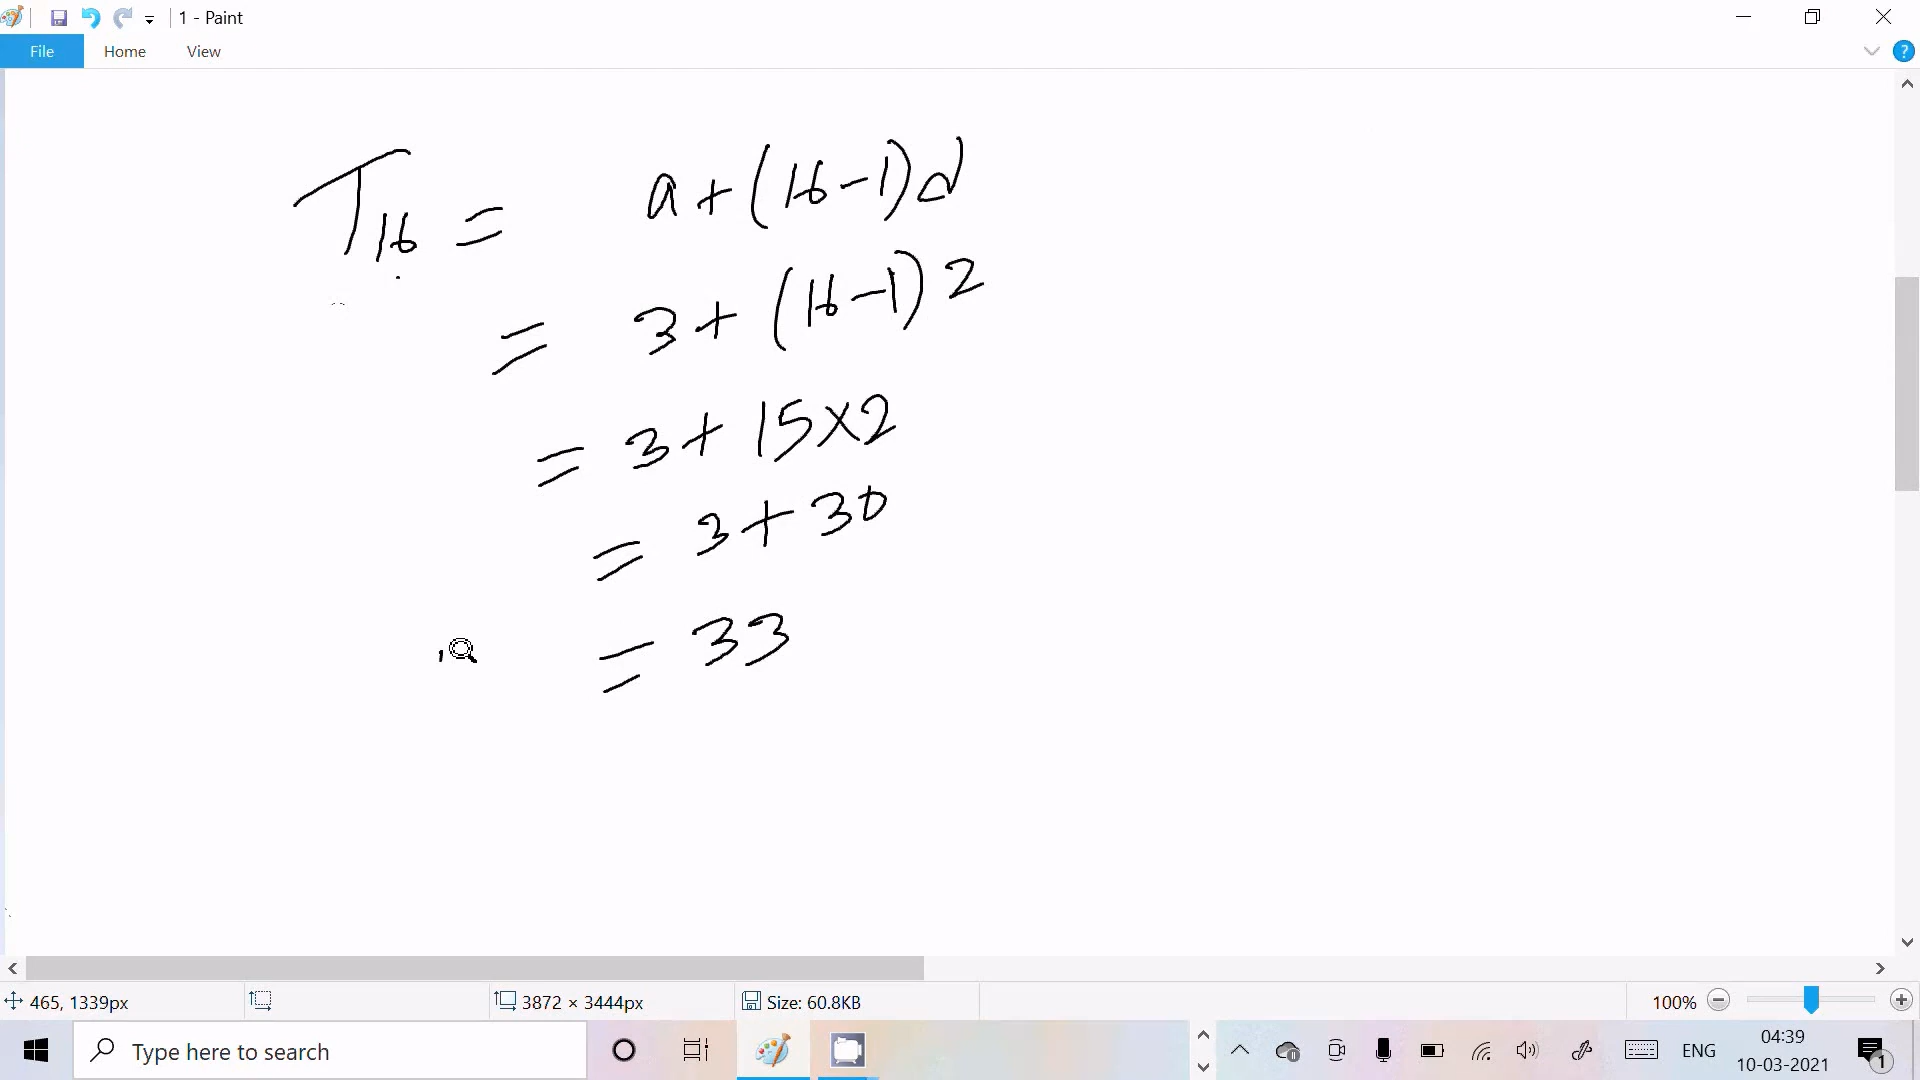 1 - Paint
File Home View
T₁₆ = a + (16-1)d
= 3 + (16-1) 2
= 3 + 15×2
= 3 + 30
= 33
465, 1339px 3872 × 3444px Size: 60.8KB 100%
Type here to search ENG 04:39
10-03-2021 1